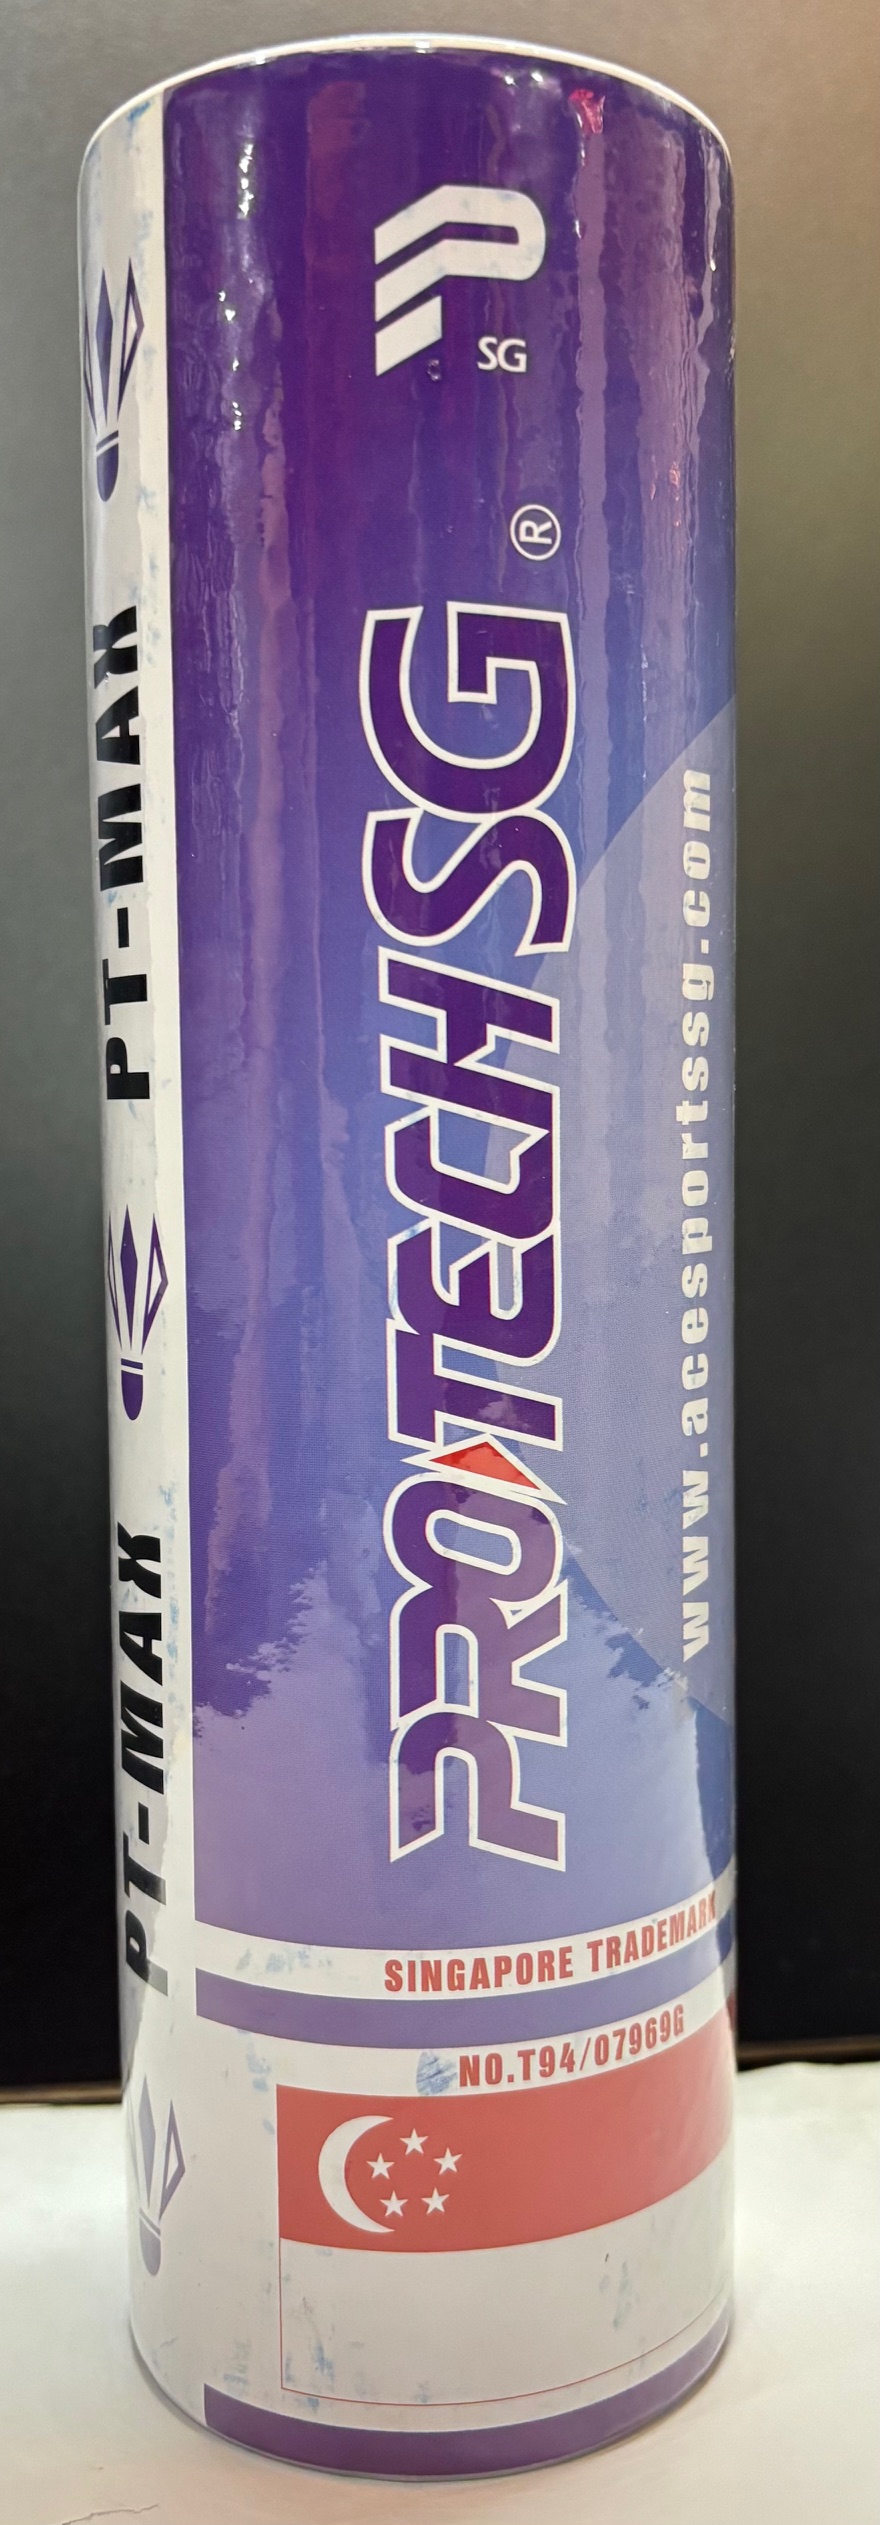 SG
PROTECHSG ®
www.acesportssg.com
PT-MAX
PT-MAX
SINGAPORE TRADEMARK
NO.T94/07969G